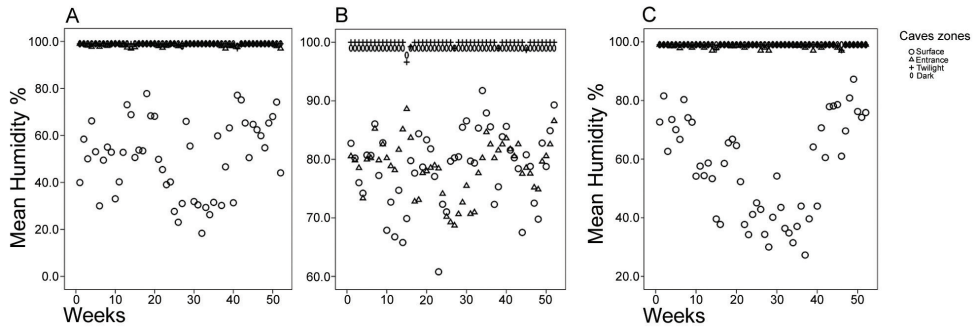 A
B
C
Mean Humidity %
100.0
80.0
60.0
40.0
20.0
0.0
0 10 20 30 40 50
Weeks
100.0
90.0
80.0
70.0
60.0
0 10 20 30 40 50
Mean Humidity %
100.0
80.0
60.0
40.0
20.0
0 10 20 30 40 50
Weeks
Caves zones
Surface
Entrance
Twilight
Dark